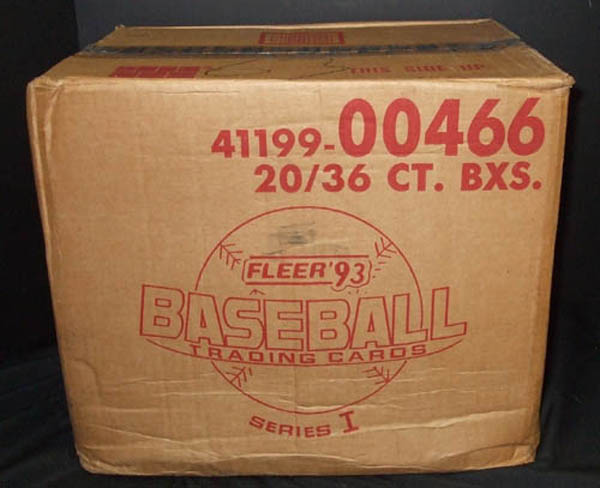 THIS SIDE UP
41199-00466
20/36 CT. BXS.
FLEER '93
BASEBALL
TRADING CARDS
SERIES I